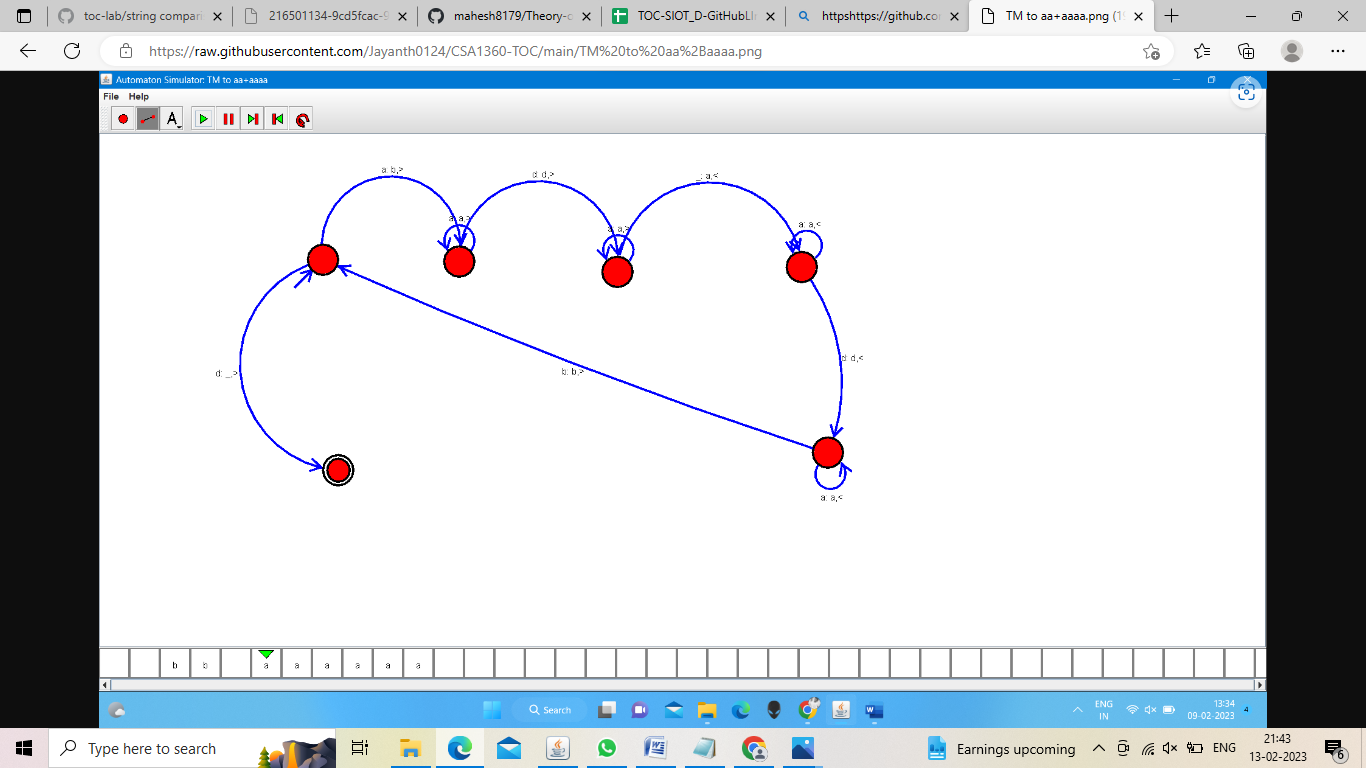 toc-lab/string compari
216501134-9cd5fcac-9
mahesh8179/Theory-o
TOC-SIOT_D-GitHubLI
httpshttps://github.co
TM to aa+aaaa.png (1
https://raw.githubusercontent.com/Jayanth0124/CSA1360-TOC/main/TM%20to%20aa%2Baaaa.png
Automaton Simulator: TM to aa+aaaa
File Help
A
a: b,>
d: d,>
_: a,<
a: a,>
a: a,>
a: a,<
d: d,<
d: _,>
b: b,>
a: a,<
b b a a a a a a
Search
ENG
IN
13:34
09-02-2023
4
Type here to search
Earnings upcoming
ENG
21:43
13-02-2023
6